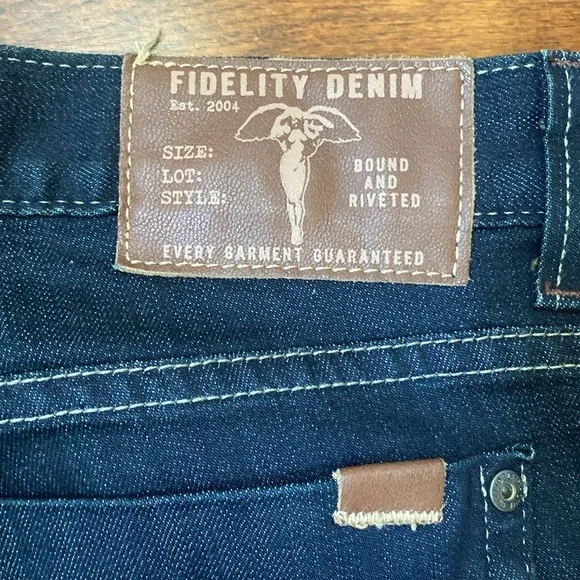 FIDELITY DENIM
Est. 2004
SIZE:
LOT:
STYLE:
BOUND
AND
RIVETED
EVERY GARMENT GUARANTEED